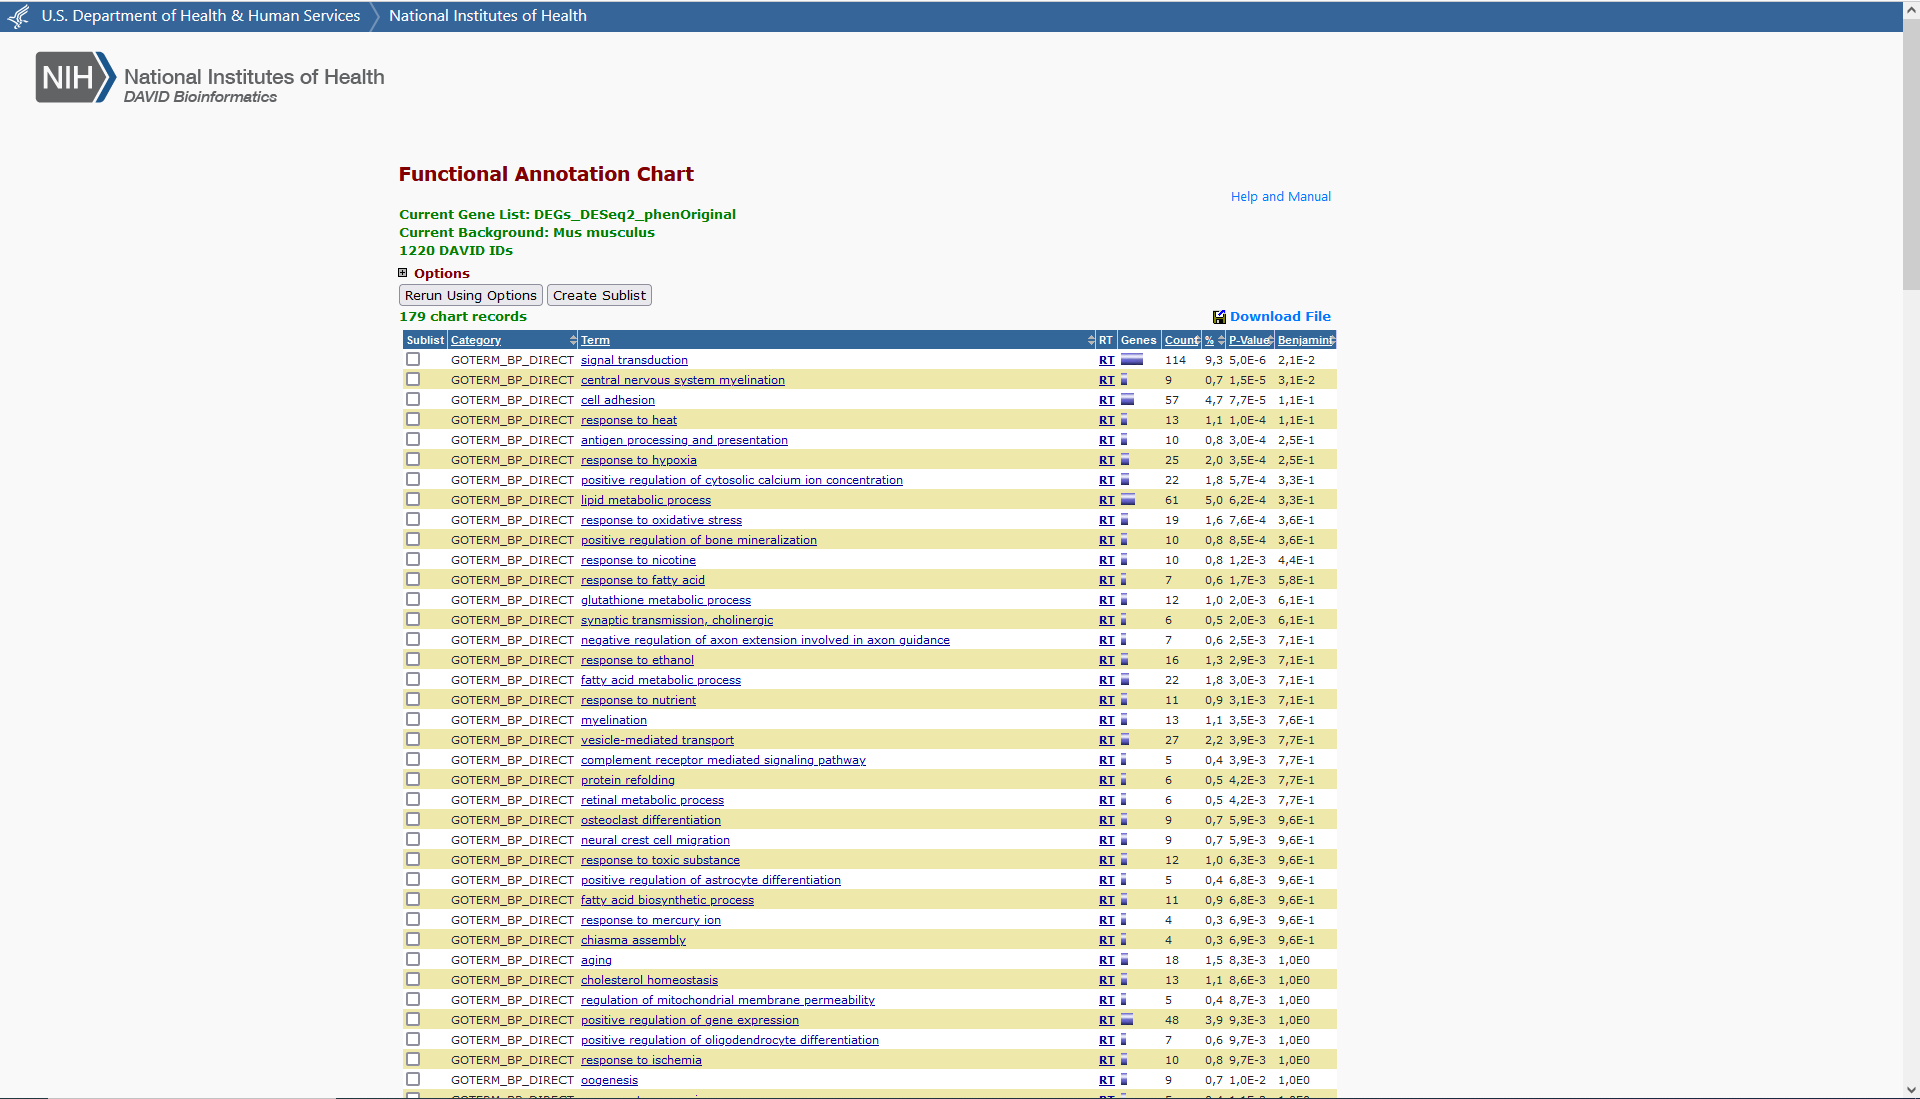 U.S. Department of Health & Human Services National Institutes of Health
NIH National Institutes of Health
DAVID Bioinformatics
Functional Annotation Chart
Help and Manual
Current Gene List: DEGs_DESeq2_phenOriginal
Current Background: Mus musculus
1220 DAVID IDs
Options
Rerun Using Options Create Sublist
179 chart records Download File
Sublist Category Term RT Genes Count % P-Value Benjamini
GOTERM_BP_DIRECT signal transduction RT 114 9,3 5,0E-6 2,1E-2
GOTERM_BP_DIRECT central nervous system myelination RT 9 0,7 1,5E-5 3,1E-2
GOTERM_BP_DIRECT cell adhesion RT 57 4,7 7,7E-5 1,1E-1
GOTERM_BP_DIRECT response to heat RT 13 1,1 1,0E-4 1,1E-1
GOTERM_BP_DIRECT antigen processing and presentation RT 10 0,8 3,0E-4 2,5E-1
GOTERM_BP_DIRECT response to hypoxia RT 25 2,0 3,5E-4 2,5E-1
GOTERM_BP_DIRECT positive regulation of cytosolic calcium ion concentration RT 22 1,8 5,7E-4 3,3E-1
GOTERM_BP_DIRECT lipid metabolic process RT 61 5,0 6,2E-4 3,3E-1
GOTERM_BP_DIRECT response to oxidative stress RT 19 1,6 7,6E-4 3,6E-1
GOTERM_BP_DIRECT positive regulation of bone mineralization RT 10 0,8 8,5E-4 3,6E-1
GOTERM_BP_DIRECT response to nicotine RT 10 0,8 1,2E-3 4,4E-1
GOTERM_BP_DIRECT response to fatty acid RT 7 0,6 1,7E-3 5,8E-1
GOTERM_BP_DIRECT glutathione metabolic process RT 12 1,0 2,0E-3 6,1E-1
GOTERM_BP_DIRECT synaptic transmission, cholinergic RT 6 0,5 2,0E-3 6,1E-1
GOTERM_BP_DIRECT negative regulation of axon extension involved in axon guidance RT 7 0,6 2,5E-3 7,1E-1
GOTERM_BP_DIRECT response to ethanol RT 16 1,3 2,9E-3 7,1E-1
GOTERM_BP_DIRECT fatty acid metabolic process RT 22 1,8 3,0E-3 7,1E-1
GOTERM_BP_DIRECT response to nutrient RT 11 0,9 3,1E-3 7,1E-1
GOTERM_BP_DIRECT myelination RT 13 1,1 3,5E-3 7,6E-1
GOTERM_BP_DIRECT vesicle-mediated transport RT 27 2,2 3,9E-3 7,7E-1
GOTERM_BP_DIRECT complement receptor mediated signaling pathway RT 5 0,4 3,9E-3 7,7E-1
GOTERM_BP_DIRECT protein refolding RT 6 0,5 4,2E-3 7,7E-1
GOTERM_BP_DIRECT retinal metabolic process RT 6 0,5 4,2E-3 7,7E-1
GOTERM_BP_DIRECT osteoclast differentiation RT 9 0,7 5,9E-3 9,6E-1
GOTERM_BP_DIRECT neural crest cell migration RT 9 0,7 5,9E-3 9,6E-1
GOTERM_BP_DIRECT response to toxic substance RT 12 1,0 6,3E-3 9,6E-1
GOTERM_BP_DIRECT positive regulation of astrocyte differentiation RT 5 0,4 6,8E-3 9,6E-1
GOTERM_BP_DIRECT fatty acid biosynthetic process RT 11 0,9 6,8E-3 9,6E-1
GOTERM_BP_DIRECT response to mercury ion RT 4 0,3 6,9E-3 9,6E-1
GOTERM_BP_DIRECT chiasma assembly RT 4 0,3 6,9E-3 9,6E-1
GOTERM_BP_DIRECT aging RT 18 1,5 8,3E-3 1,0E0
GOTERM_BP_DIRECT cholesterol homeostasis RT 13 1,1 8,6E-3 1,0E0
GOTERM_BP_DIRECT regulation of mitochondrial membrane permeability RT 5 0,4 8,7E-3 1,0E0
GOTERM_BP_DIRECT positive regulation of gene expression RT 48 3,9 9,3E-3 1,0E0
GOTERM_BP_DIRECT positive regulation of oligodendrocyte differentiation RT 7 0,6 9,7E-3 1,0E0
GOTERM_BP_DIRECT response to ischemia RT 10 0,8 9,7E-3 1,0E0
GOTERM_BP_DIRECT oogenesis RT 9 0,7 1,0E-2 1,0E0